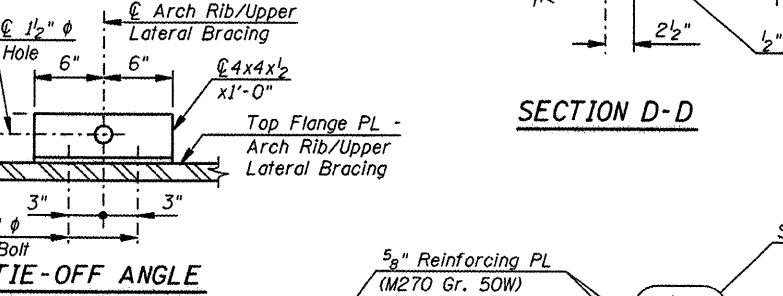 ℄ Arch Rib/Upper
Lateral Bracing
℄ 1½" φ
Hole
6" 6"
℄4x4x½
x1'-0"
Top Flange PL -
Arch Rib/Upper
Lateral Bracing
3" 3"
" φ
Bolt
TIE-OFF ANGLE
2½"
½"
SECTION D-D
⅝" Reinforcing PL
(M270 Gr. 50W)